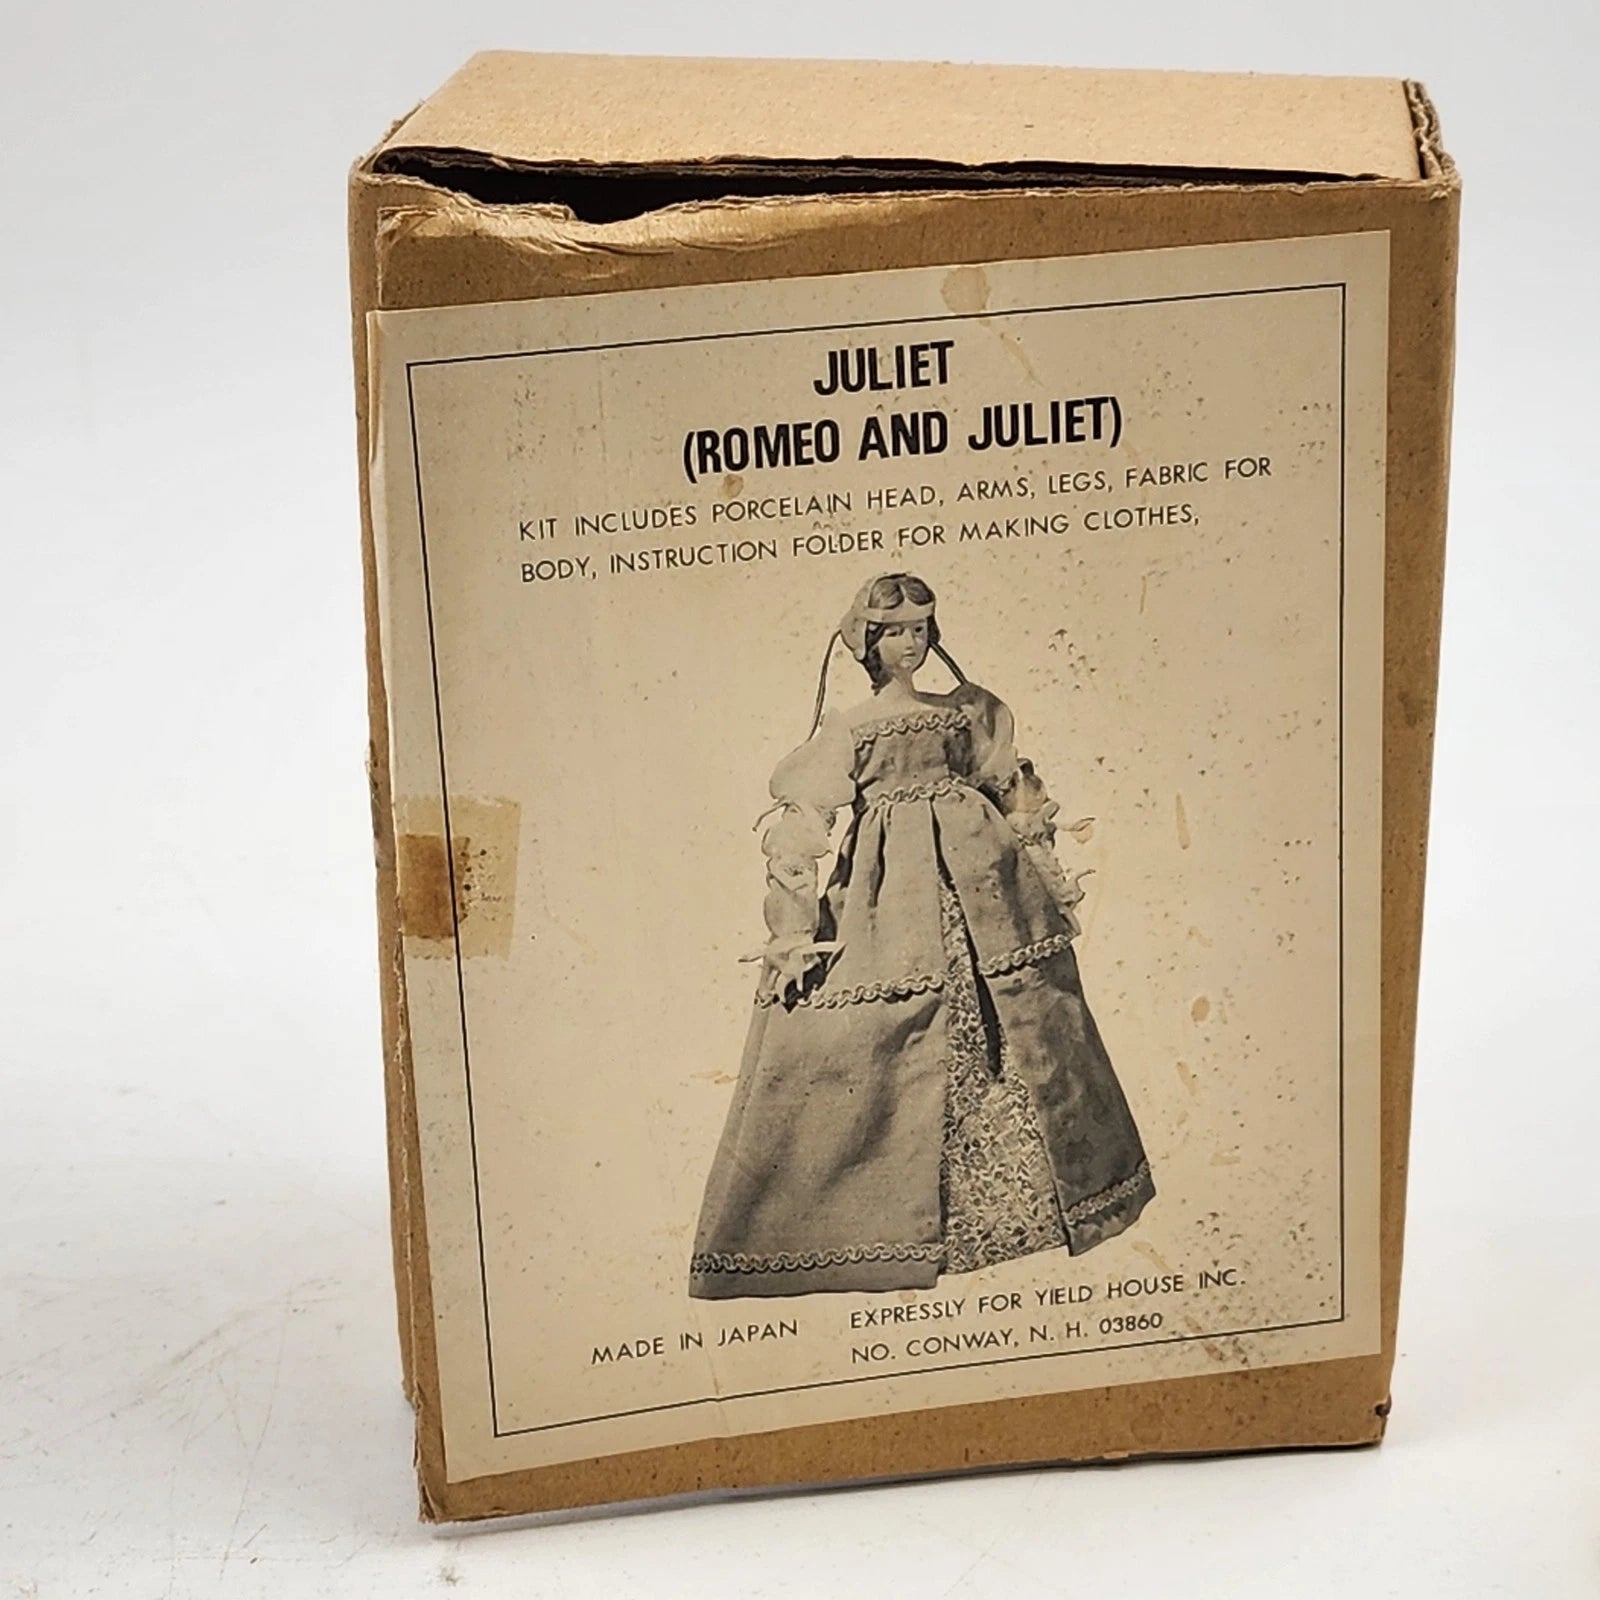 JULIET
(ROMEO AND JULIET)
KIT INCLUDES PORCELAIN HEAD, ARMS, LEGS, FABRIC FOR
BODY, INSTRUCTION FOLDER FOR MAKING CLOTHES,
MADE IN JAPAN
EXPRESSLY FOR YIELD HOUSE INC.
NO. CONWAY, N. H. 03860